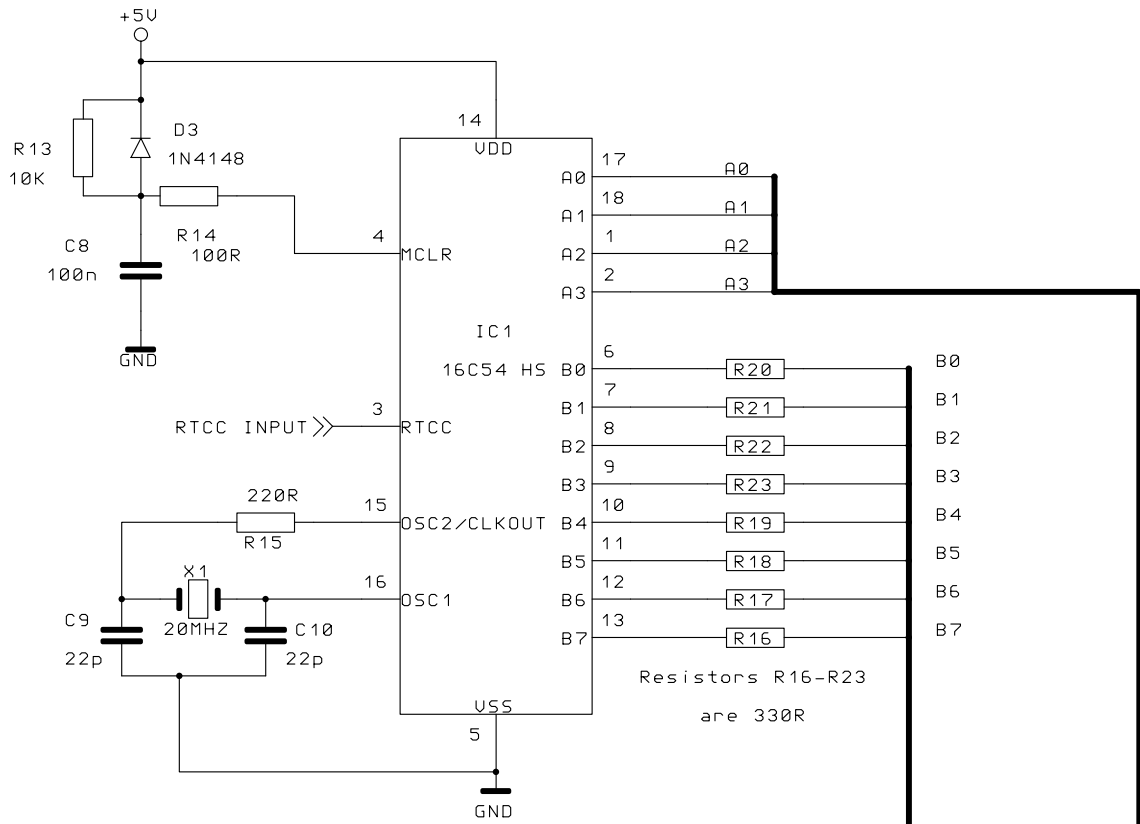 +5V
14
VDD
D3
1N4148
R13
10K
17
A0
A0
18
A1
A1
R14
100R
4
MCLR
1
A2
A2
C8
100n
2
A3
A3
GND
IC1
16C54 HS
6
B0
R20
B0
7
B1
R21
B1
RTCC INPUT
3
RTCC
8
B2
R22
B2
9
B3
R23
B3
220R
R15
15
OSC2/CLKOUT
10
B4
R19
B4
11
B5
R18
B5
X1
20MHZ
16
OSC1
12
B6
R17
B6
C9
22p
C10
22p
13
B7
R16
B7
Resistors R16-R23
are 330R
VSS
5
GND